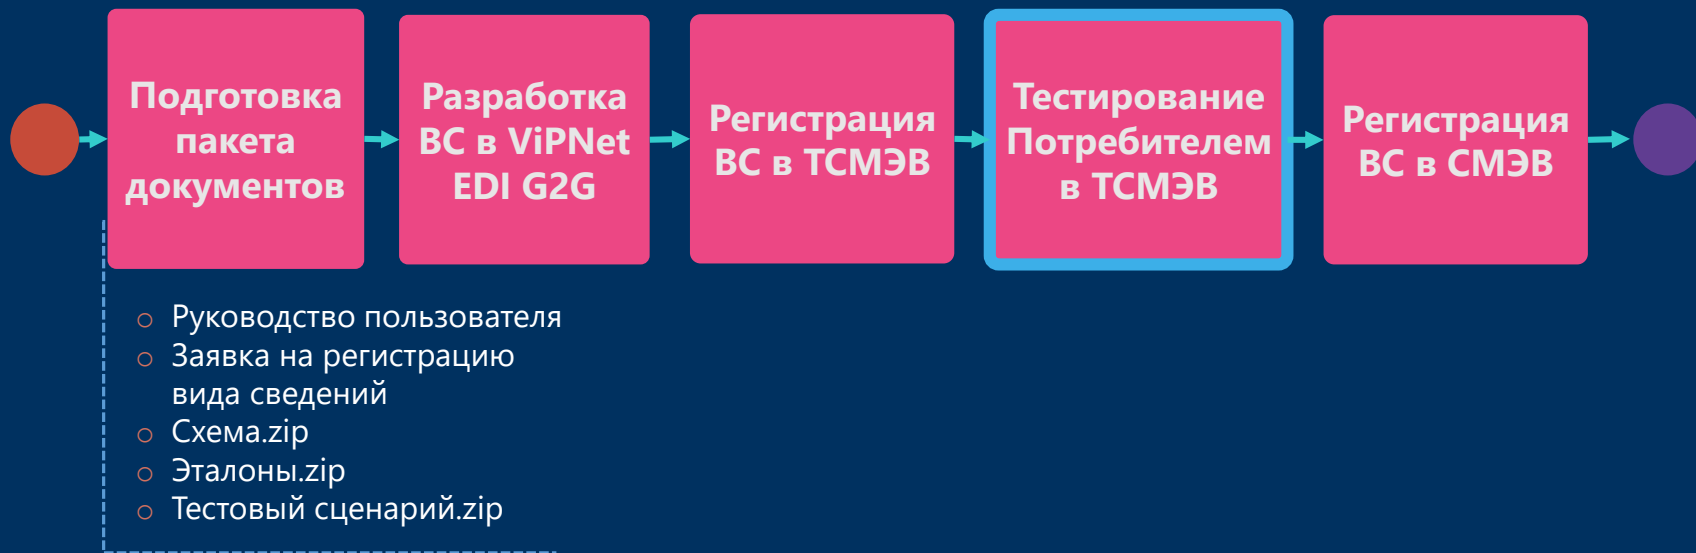 Подготовка
пакета
документов
Разработка
ВС в ViPNet
EDI G2G
Регистрация
ВС в ТСМЭВ
Тестирование
Потребителем
в ТСМЭВ
Регистрация
ВС в СМЭВ
Руководство пользователя
Заявка на регистрацию
вида сведений
Схема.zip
Эталоны.zip
Тестовый сценарий.zip